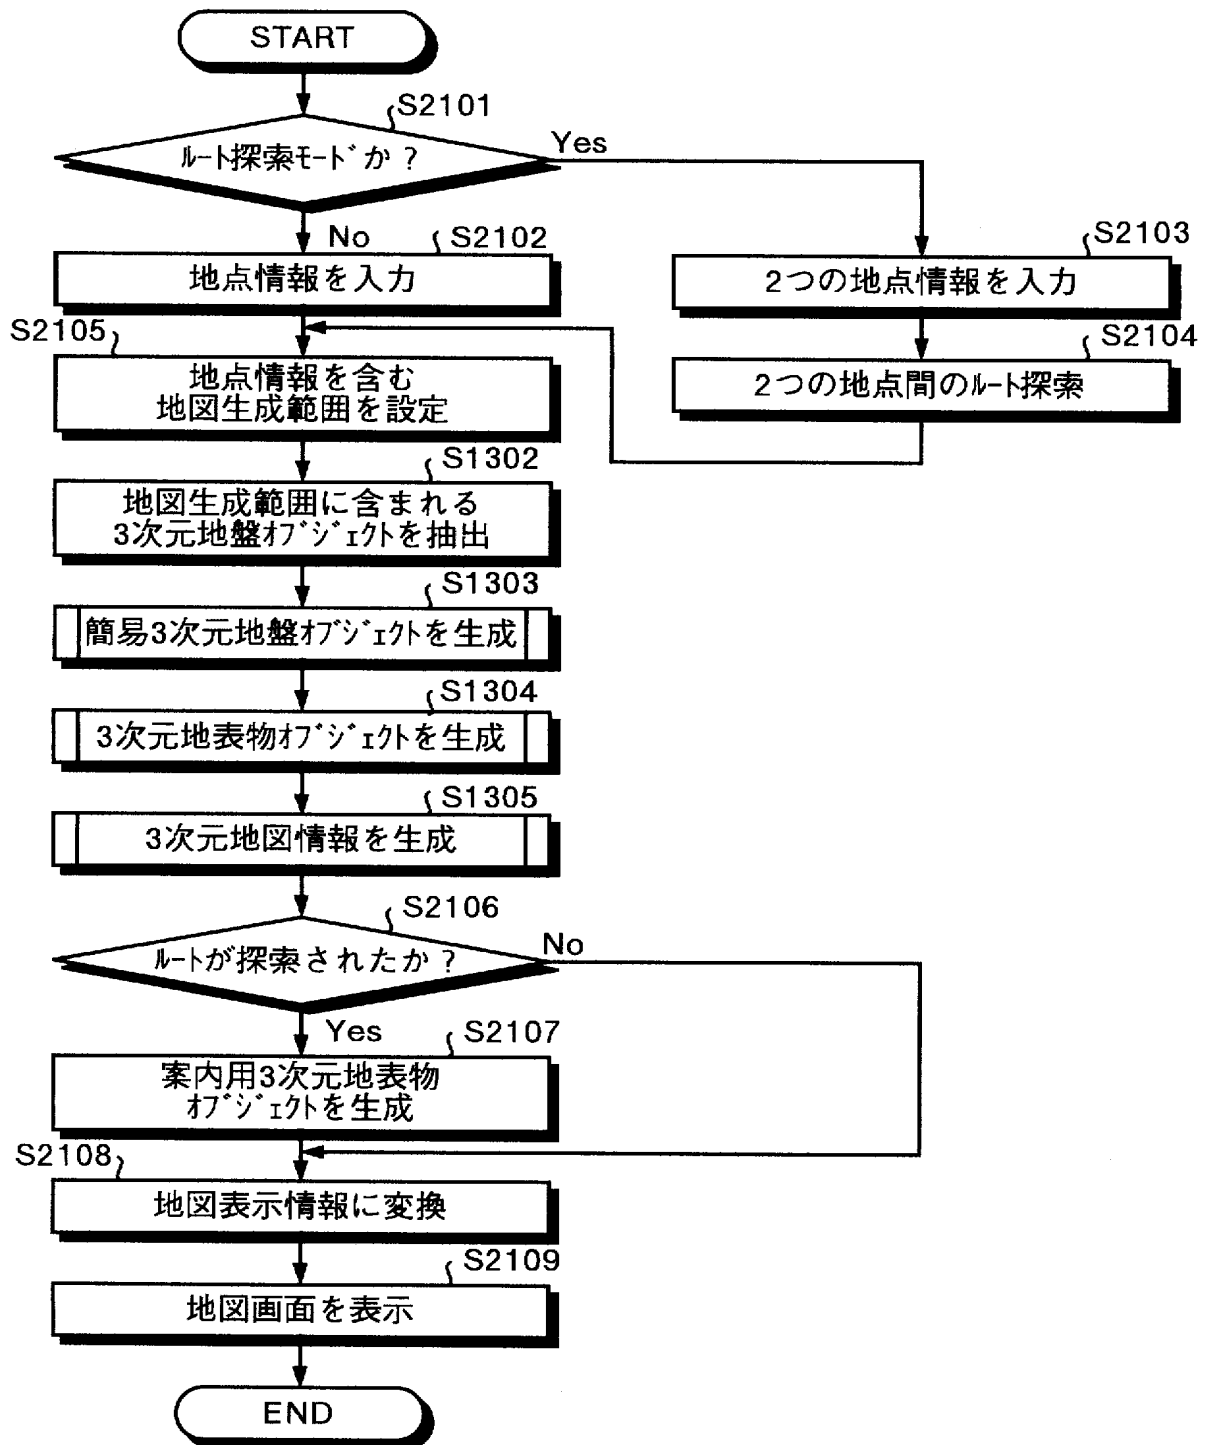 START
S2101
ルート探索モードか？
Yes
No
S2102
地点情報を入力
S2103
2つの地点情報を入力
S2104
2つの地点間のルート探索
S2105
地点情報を含む
地図生成範囲を設定
S1302
地図生成範囲に含まれる
3次元地盤オブジェクトを抽出
S1303
簡易3次元地盤オブジェクトを生成
S1304
3次元地表物オブジェクトを生成
S1305
3次元地図情報を生成
S2106
ルートが探索されたか？
No
Yes
S2107
案内用3次元地表物
オブジェクトを生成
S2108
地図表示情報に変換
S2109
地図画面を表示
END